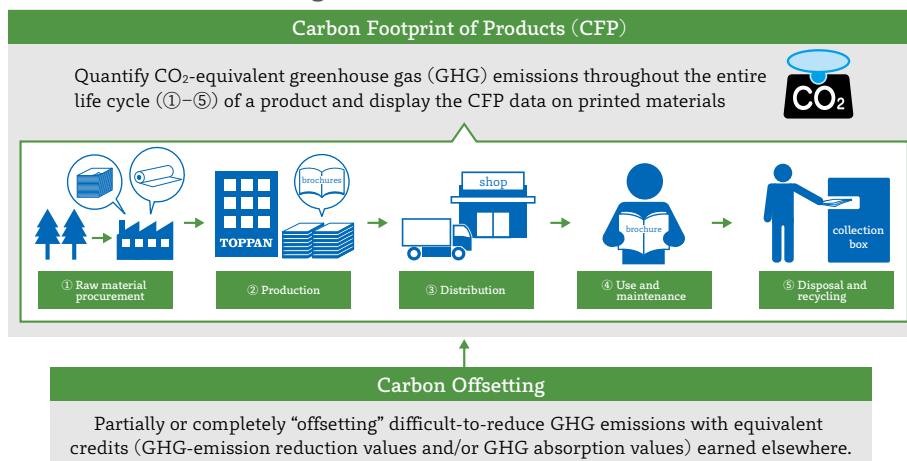 Carbon Footprint of Products (CFP)
Quantify CO₂-equivalent greenhouse gas (GHG) emissions throughout the entire
life cycle (①–⑤) of a product and display the CFP data on printed materials
CO₂
brochures
TOPPAN
shop
brochure
collection
box
① Raw material
procurement
② Production
③ Distribution
④ Use and
maintenance
⑤ Disposal and
recycling
Carbon Offsetting
Partially or completely “offsetting” difficult-to-reduce GHG emissions with equivalent
credits (GHG-emission reduction values and/or GHG absorption values) earned elsewhere.